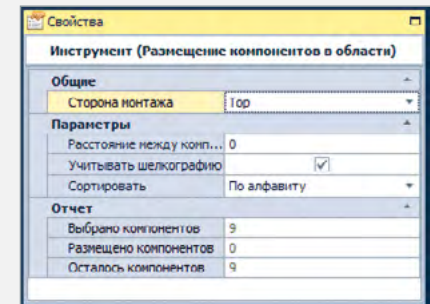 Свойства
Инструмент (Размещение компонентов в области)
Общие
Сторона монтажа Top
Параметры
Расстояние между комп... 0
Учитывать шелкографию
Сортировать По алфавиту
Отчет
Выбрано компонентов 9
Размещено компонентов 0
Осталось компонентов 9